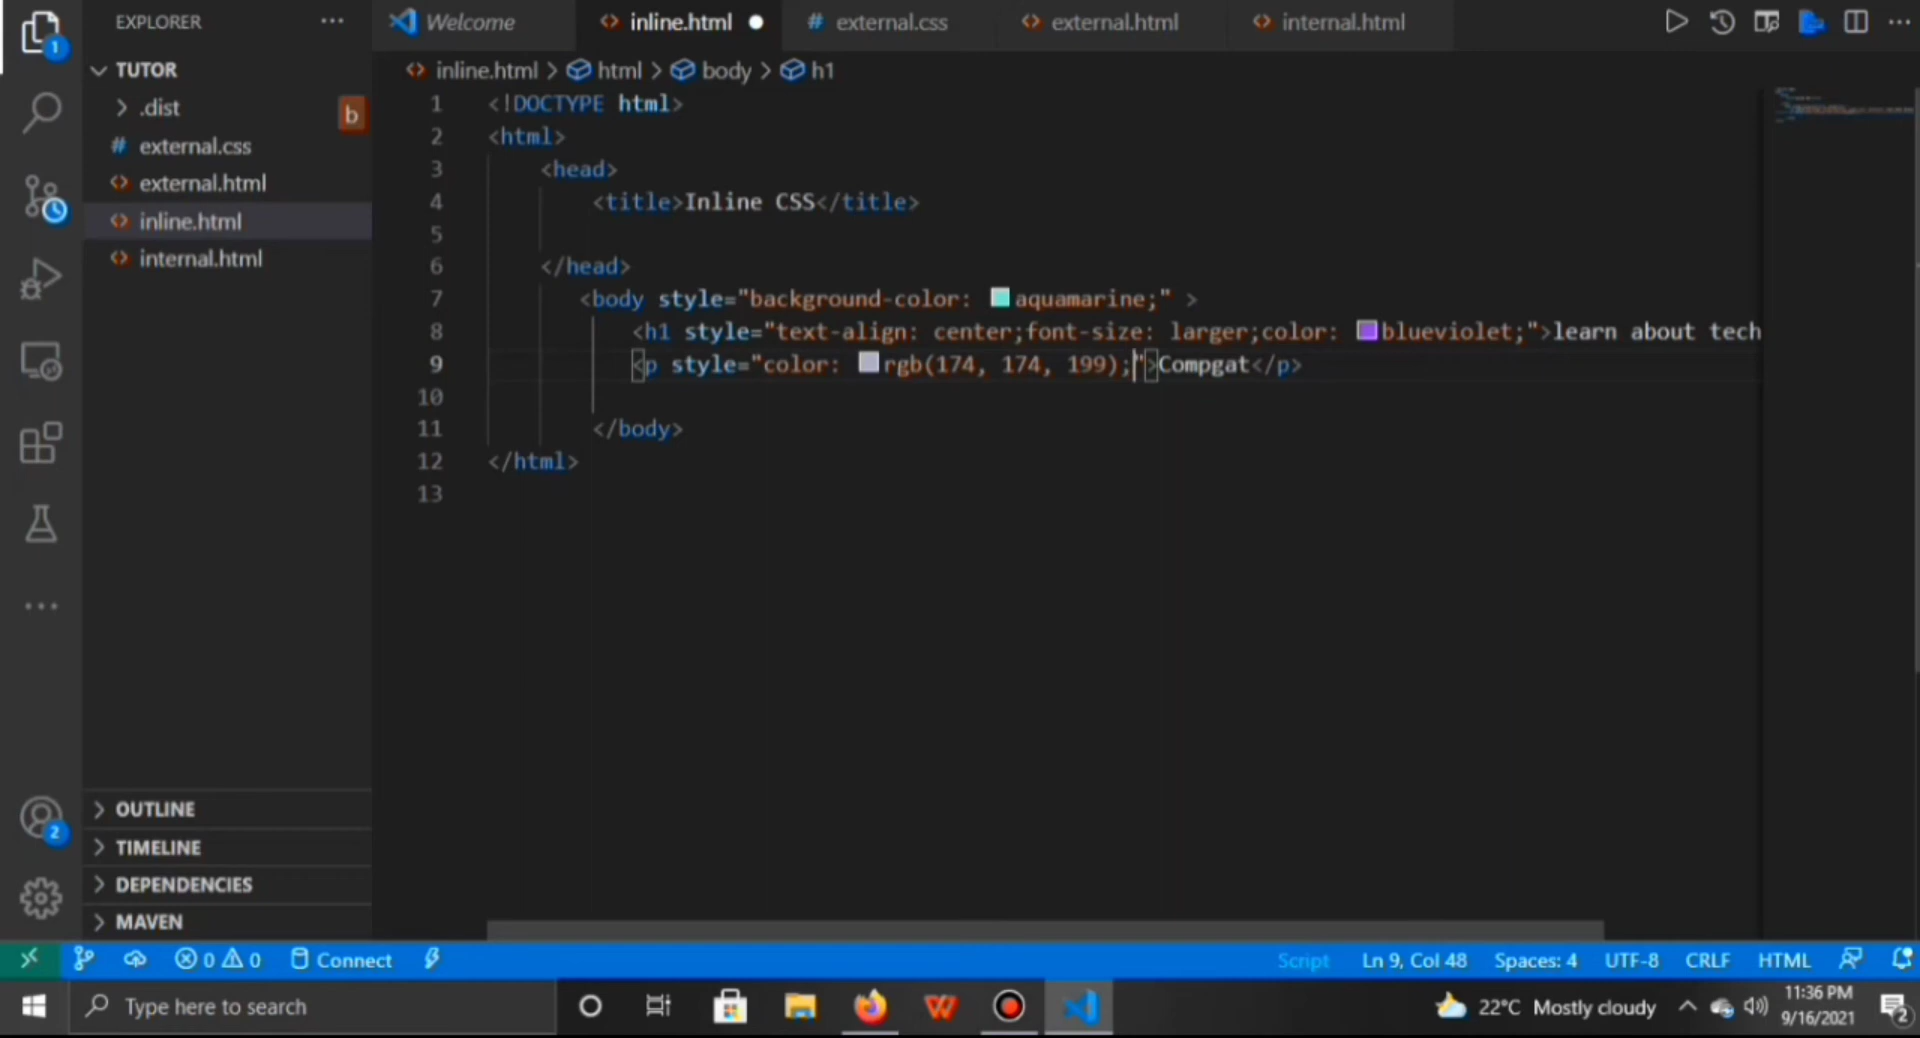 EXPLORER
Welcome
inline.html
external.css
external.html
internal.html
1
TUTOR
.dist
b
external.css
external.html
inline.html
internal.html
inline.html > html > body > h1
1 <!DOCTYPE html>
2 <html>
3 <head>
4 <title>Inline CSS</title>
5
6 </head>
7 <body style="background-color: aquamarine;" >
8 <h1 style="text-align: center;font-size: larger;color: blueviolet;">learn about tech
9 <p style="color: rgb(174, 174, 199);">Compgat</p>
10
11 </body>
12 </html>
13
2
OUTLINE
TIMELINE
DEPENDENCIES
MAVEN
0 0 Connect
Script Ln 9, Col 48 Spaces: 4 UTF-8 CRLF HTML
Type here to search
22°C Mostly cloudy
11:36 PM
9/16/2021
2